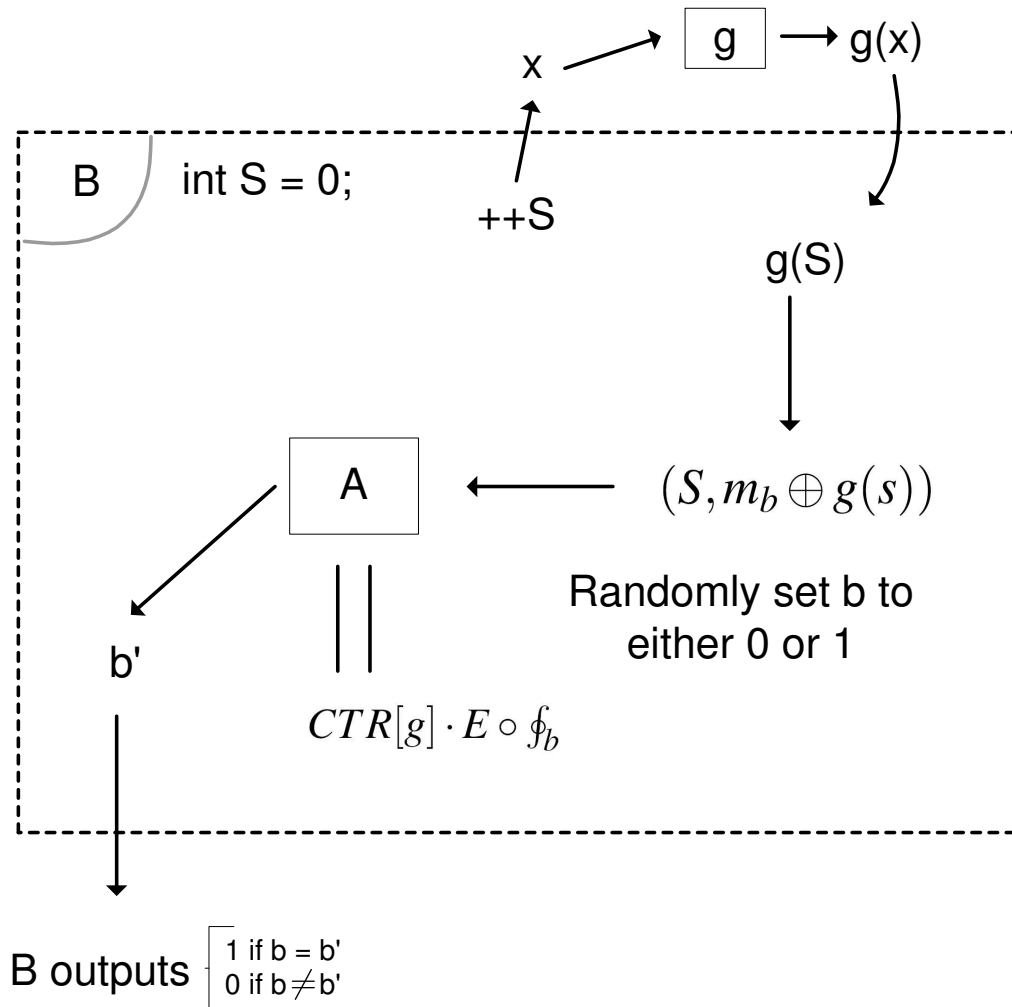 g
g(x)
x
B
int S = 0;
++S
g(S)
A
(S, m_b ⊕ g(s))
Randomly set b to
either 0 or 1
b'
CTR[g] · E ∘ ∮_b
B outputs
1 if b = b'
0 if b ≠ b'